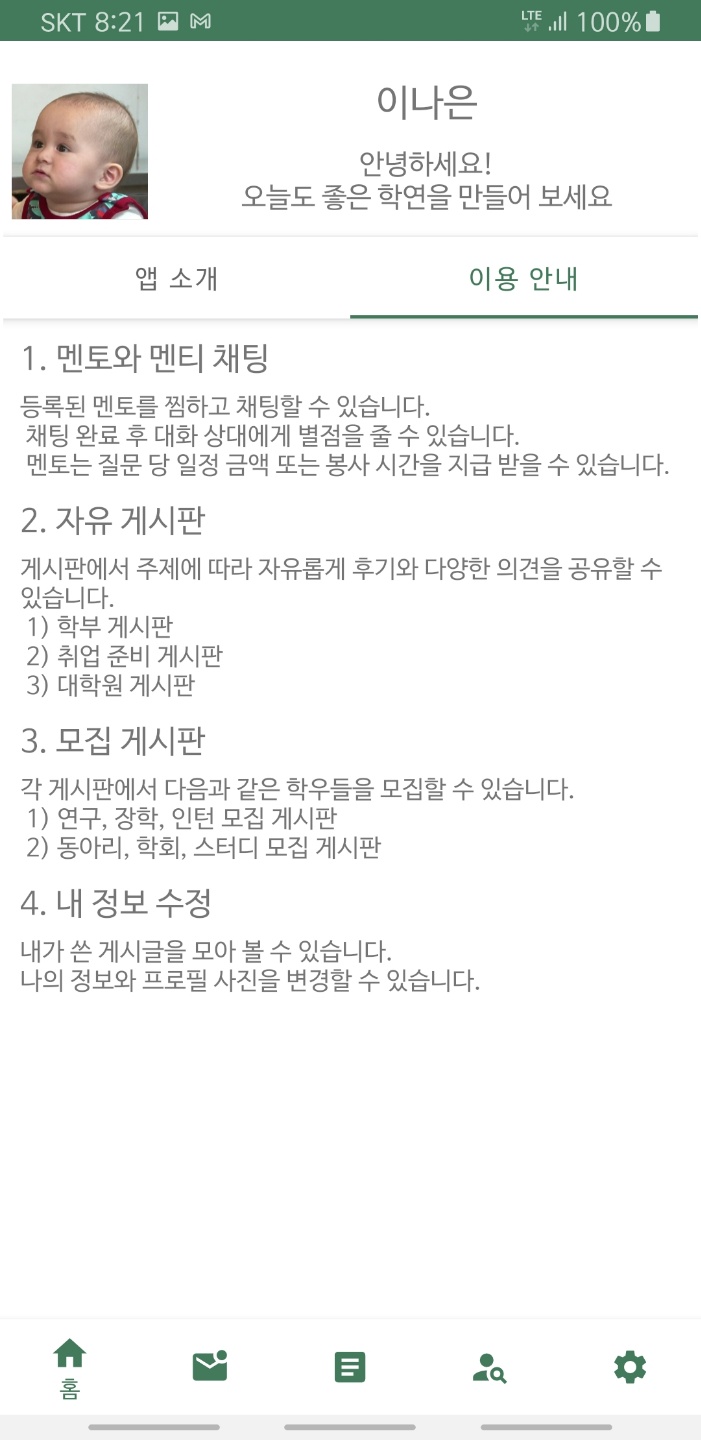 SKT 8:21
LTE 100%
이나은
안녕하세요!
오늘도 좋은 학연을 만들어 보세요
앱 소개
이용 안내
1. 멘토와 멘티 채팅
등록된 멘토를 찜하고 채팅할 수 있습니다.
채팅 완료 후 대화 상대에게 별점을 줄 수 있습니다.
멘토는 질문 당 일정 금액 또는 봉사 시간을 지급 받을 수 있습니다.
2. 자유 게시판
게시판에서 주제에 따라 자유롭게 후기와 다양한 의견을 공유할 수
있습니다.
1) 학부 게시판
2) 취업 준비 게시판
3) 대학원 게시판
3. 모집 게시판
각 게시판에서 다음과 같은 학우들을 모집할 수 있습니다.
1) 연구, 장학, 인턴 모집 게시판
2) 동아리, 학회, 스터디 모집 게시판
4. 내 정보 수정
내가 쓴 게시글을 모아 볼 수 있습니다.
나의 정보와 프로필 사진을 변경할 수 있습니다.
홈